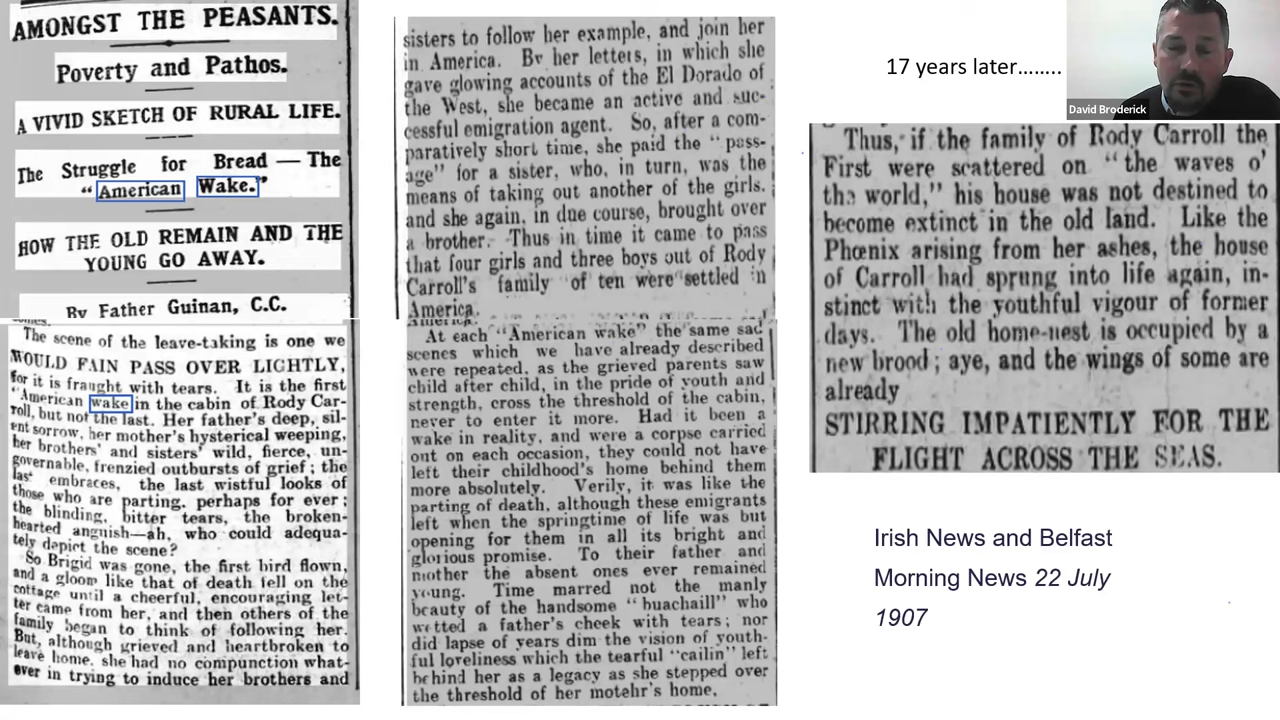 AMONGST THE PEASANTS.
Poverty and Pathos.
A VIVID SKETCH OF RURAL LIFE.
The Struggle for Bread — The
"American Wake."
HOW THE OLD REMAIN AND THE
YOUNG GO AWAY.
By Father Guinan, C.C.
The scene of the leave-taking is one we
WOULD FAIN PASS OVER LIGHTLY,
for it is fraught with tears. It is the first
"American wake in the cabin of Rody Car-
roll, but not the last. Her father's deep, sil-
ent sorrow, her mother's hysterical weeping,
her brothers' and sisters' wild, fierce, un-
governable, frenzied outbursts of grief; the
last embraces, the last wistful looks of
those who are parting, perhaps for ever;
the blinding, bitter tears, the broken-
hearted anguish—ah, who could adequa-
tely depict the scene?
So Brigid was gone, the first bird flown,
and a gloom like that of death fell on the
cottage until a cheerful, encouraging let-
ter came from her, and then others of the
family began to think of following her.
But, although grieved and heartbroken to
leave home, she had no compunction what-
ever in trying to induce her brothers and
sisters to follow her example, and join her
in America. By her letters, in which she
gave glowing accounts of the El Dorado of
the West, she became an active and suc-
cessful emigration agent. So, after a com-
paratively short time, she paid the "pass-
age" for a sister, who, in turn, was the
means of taking out another of the girls.
and she again, in due course, brought over
a brother. Thus in time it came to pass
that four girls and three boys out of Rody
Carroll's family of ten were settled in
America.
America.
At each "American wake" the same sad
scenes which we have already described
were repeated, as the grieved parents saw
child after child, in the pride of youth and
strength, cross the threshold of the cabin,
never to enter it more. Had it been a
wake in reality, and were a corpse carried
out on each occasion, they could not have
left their childhood's home behind them
more absolutely. Verily, it was like the
parting of death, although these emigrants
left when the springtime of life was but
opening for them in all its bright and
glorious promise. To their father and
mother the absent ones ever remained
young. Time marred not the manly
beauty of the handsome "buachaill" who
wetted a father's cheek with tears; nor
did lapse of years dim the vision of youth-
ful loveliness which the tearful "cailin" left
behind her as a legacy as she stepped over
the threshold of her motehr's home.
17 years later........
David Broderick
Thus, if the family of Rody Carroll the
First were scattered on "the waves o'
tha world," his house was not destined to
become extinct in the old land. Like the
Phœnix arising from her ashes, the house
of Carroll had sprung into life again, in-
stinct with the youthful vigour of former
days. The old home-nest is occupied by a
new brood; aye, and the wings of some are
already
STIRRING IMPATIENTLY FOR THE
FLIGHT ACROSS THE SEAS.
Irish News and Belfast
Morning News 22 July
1907